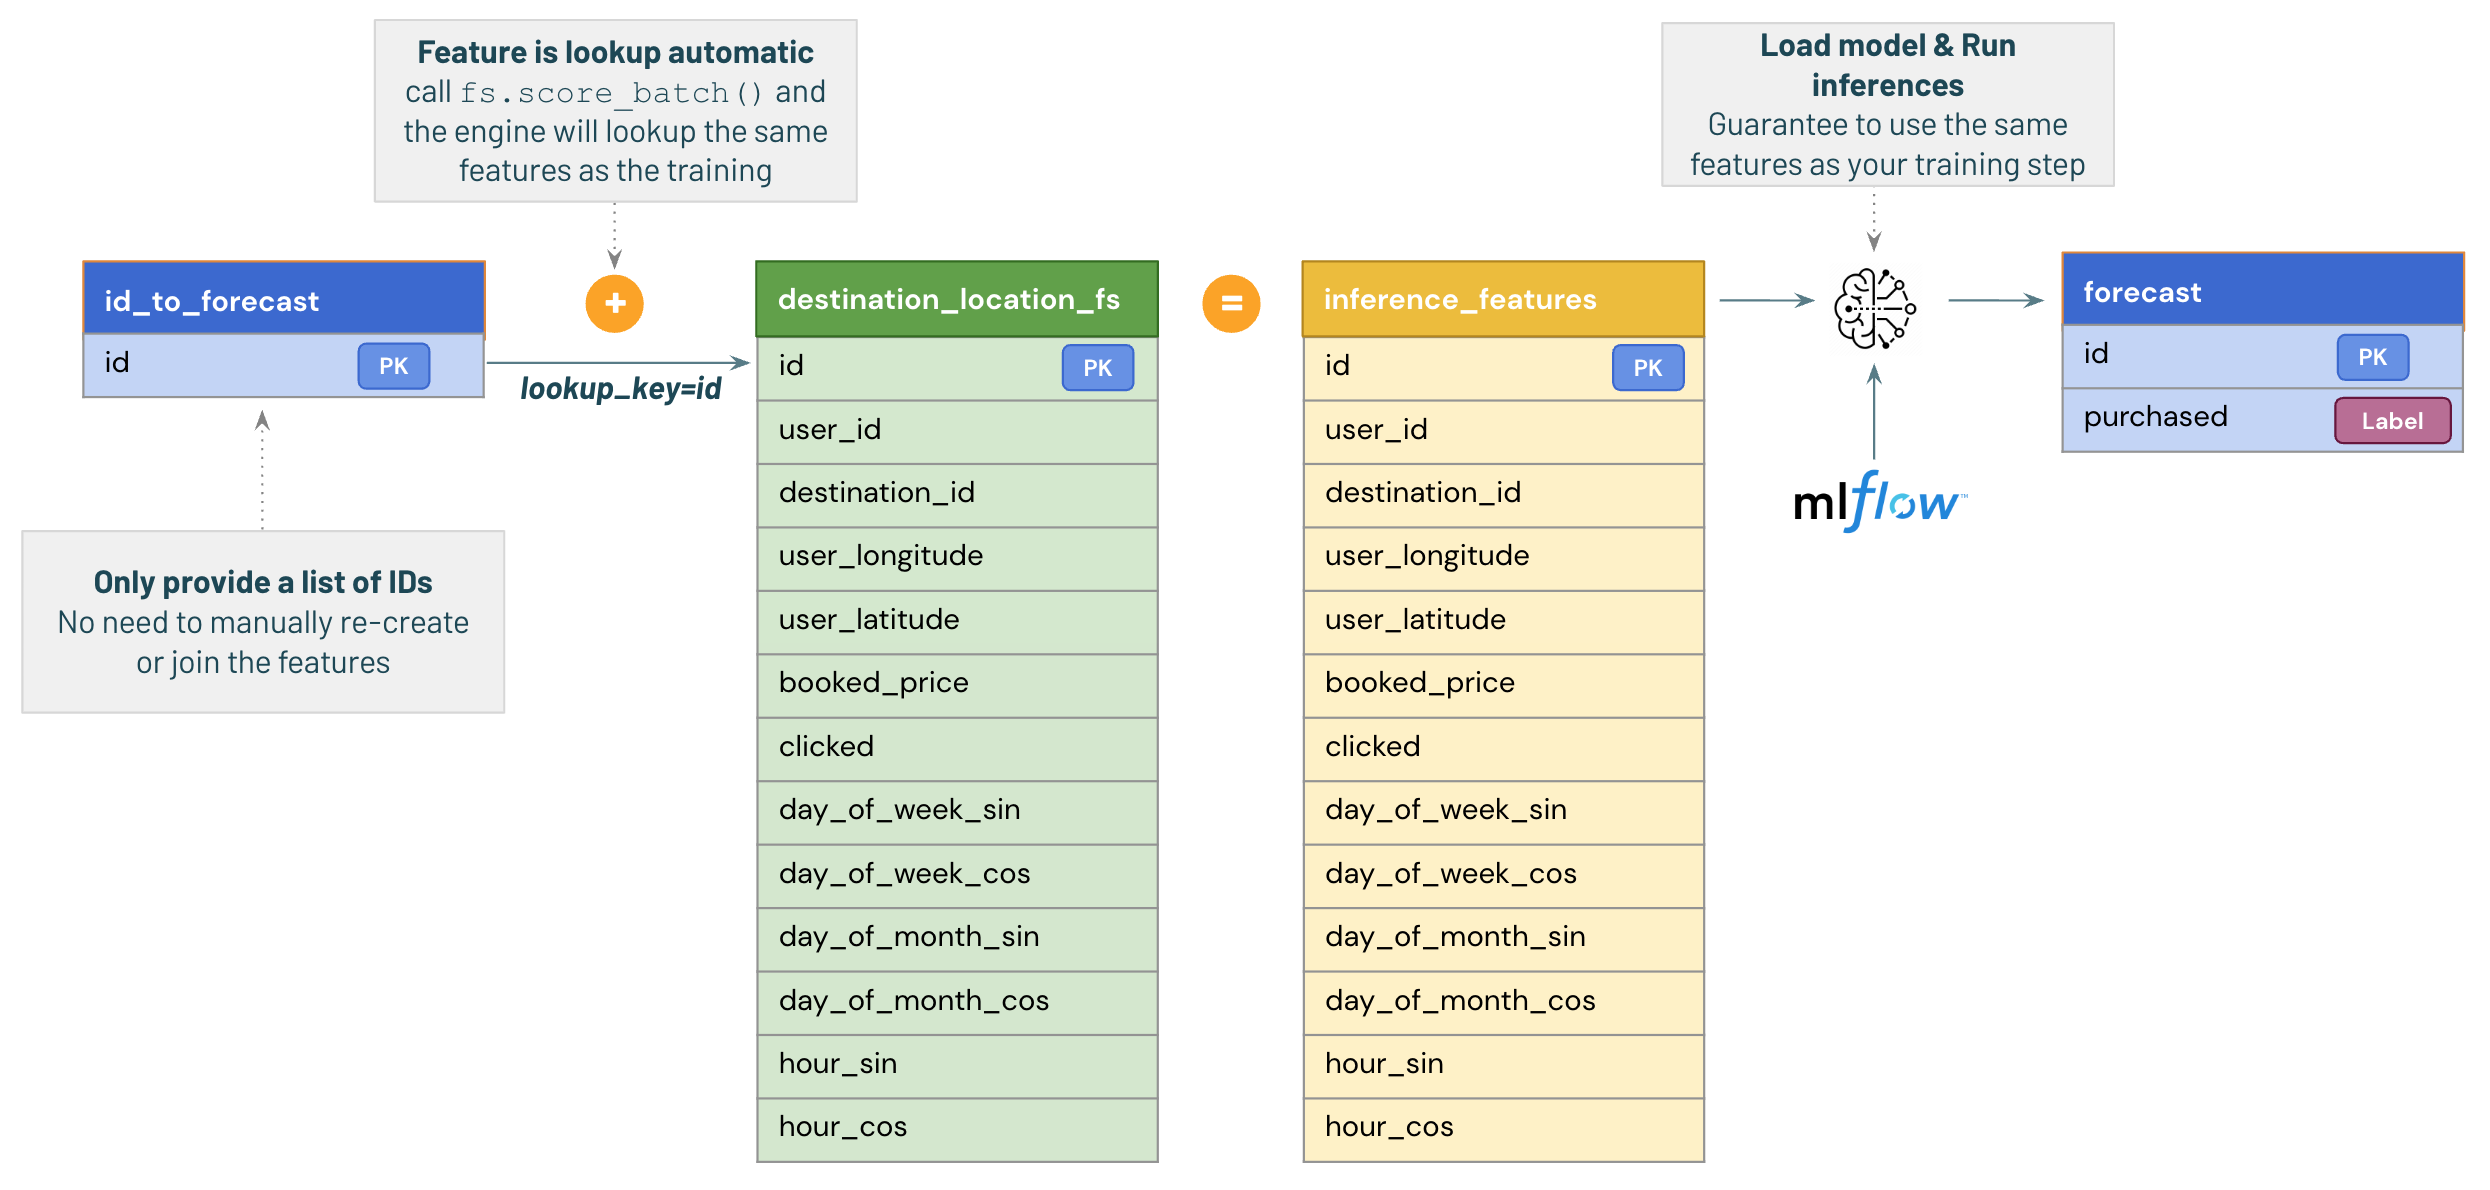 Feature is lookup automatic
call fs.score_batch() and
the engine will lookup the same
features as the training
Load model & Run
inferences
Guarantee to use the same
features as your training step
id_to_forecast
id PK
+
lookup_key=id
Only provide a list of IDs
No need to manually re-create
or join the features
destination_location_fs
id PK
user_id
destination_id
user_longitude
user_latitude
booked_price
clicked
day_of_week_sin
day_of_week_cos
day_of_month_sin
day_of_month_cos
hour_sin
hour_cos
=
inference_features
id PK
user_id
destination_id
user_longitude
user_latitude
booked_price
clicked
day_of_week_sin
day_of_week_cos
day_of_month_sin
day_of_month_cos
hour_sin
hour_cos
mlflow™
forecast
id PK
purchased Label